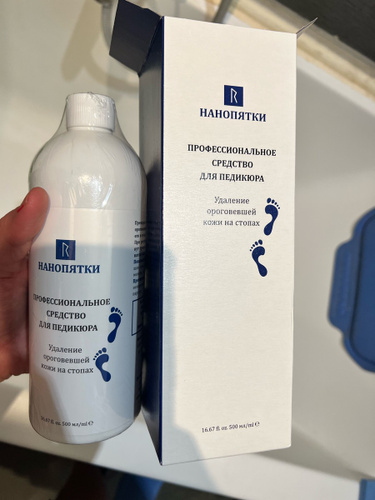 R
НАНОПЯТКИ
ПРОФЕССИОНАЛЬНОЕ
СРЕДСТВО
ДЛЯ ПЕДИКЮРА
Удаление
ороговевшей
кожи на стопах
16.67 fl. oz. 500 мл/ml ℮
R
НАНОПЯТКИ
ПРОФЕССИОНАЛЬНОЕ
СРЕДСТВО
ДЛЯ ПЕДИКЮРА
Удаление
ороговевшей
кожи на стопах
16.67 fl. oz. 500 мл/ml ℮